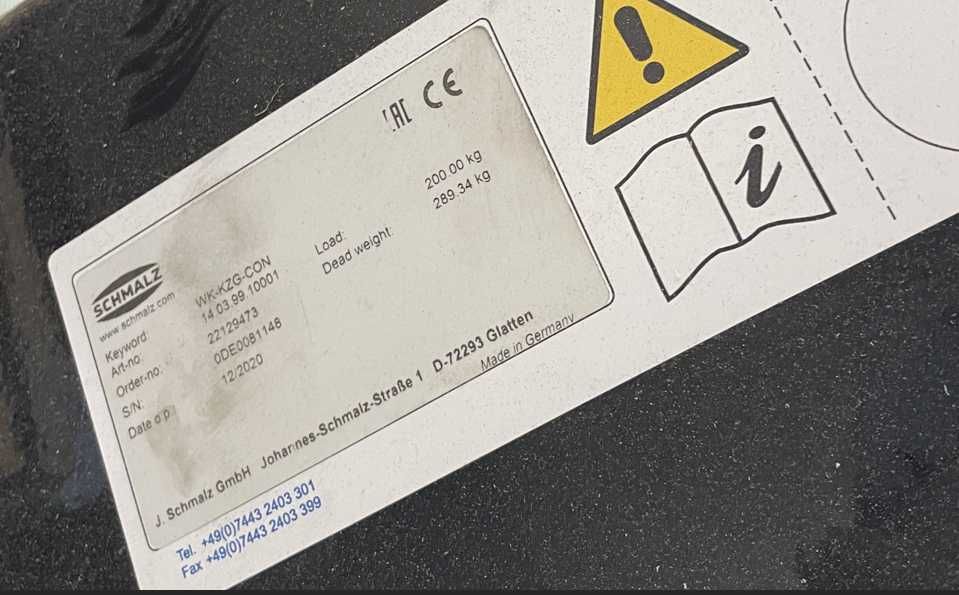 EAC CE
SCHMALZ
www.schmalz.com
Keyword: WK-KZG-CON Load: 200.00 kg
Art-no: 14.03.99.10001 Dead weight: 289.34 kg
Order-no: 22129473
S/N: 0DE0081148
Date o.p.: 12/2020
J. Schmalz GmbH Johannes-Schmalz-Straße 1 D-72293 Glatten
Made in Germany
Tel. +49(0)7443 2403 301
Fax +49(0)7443 2403 399
i